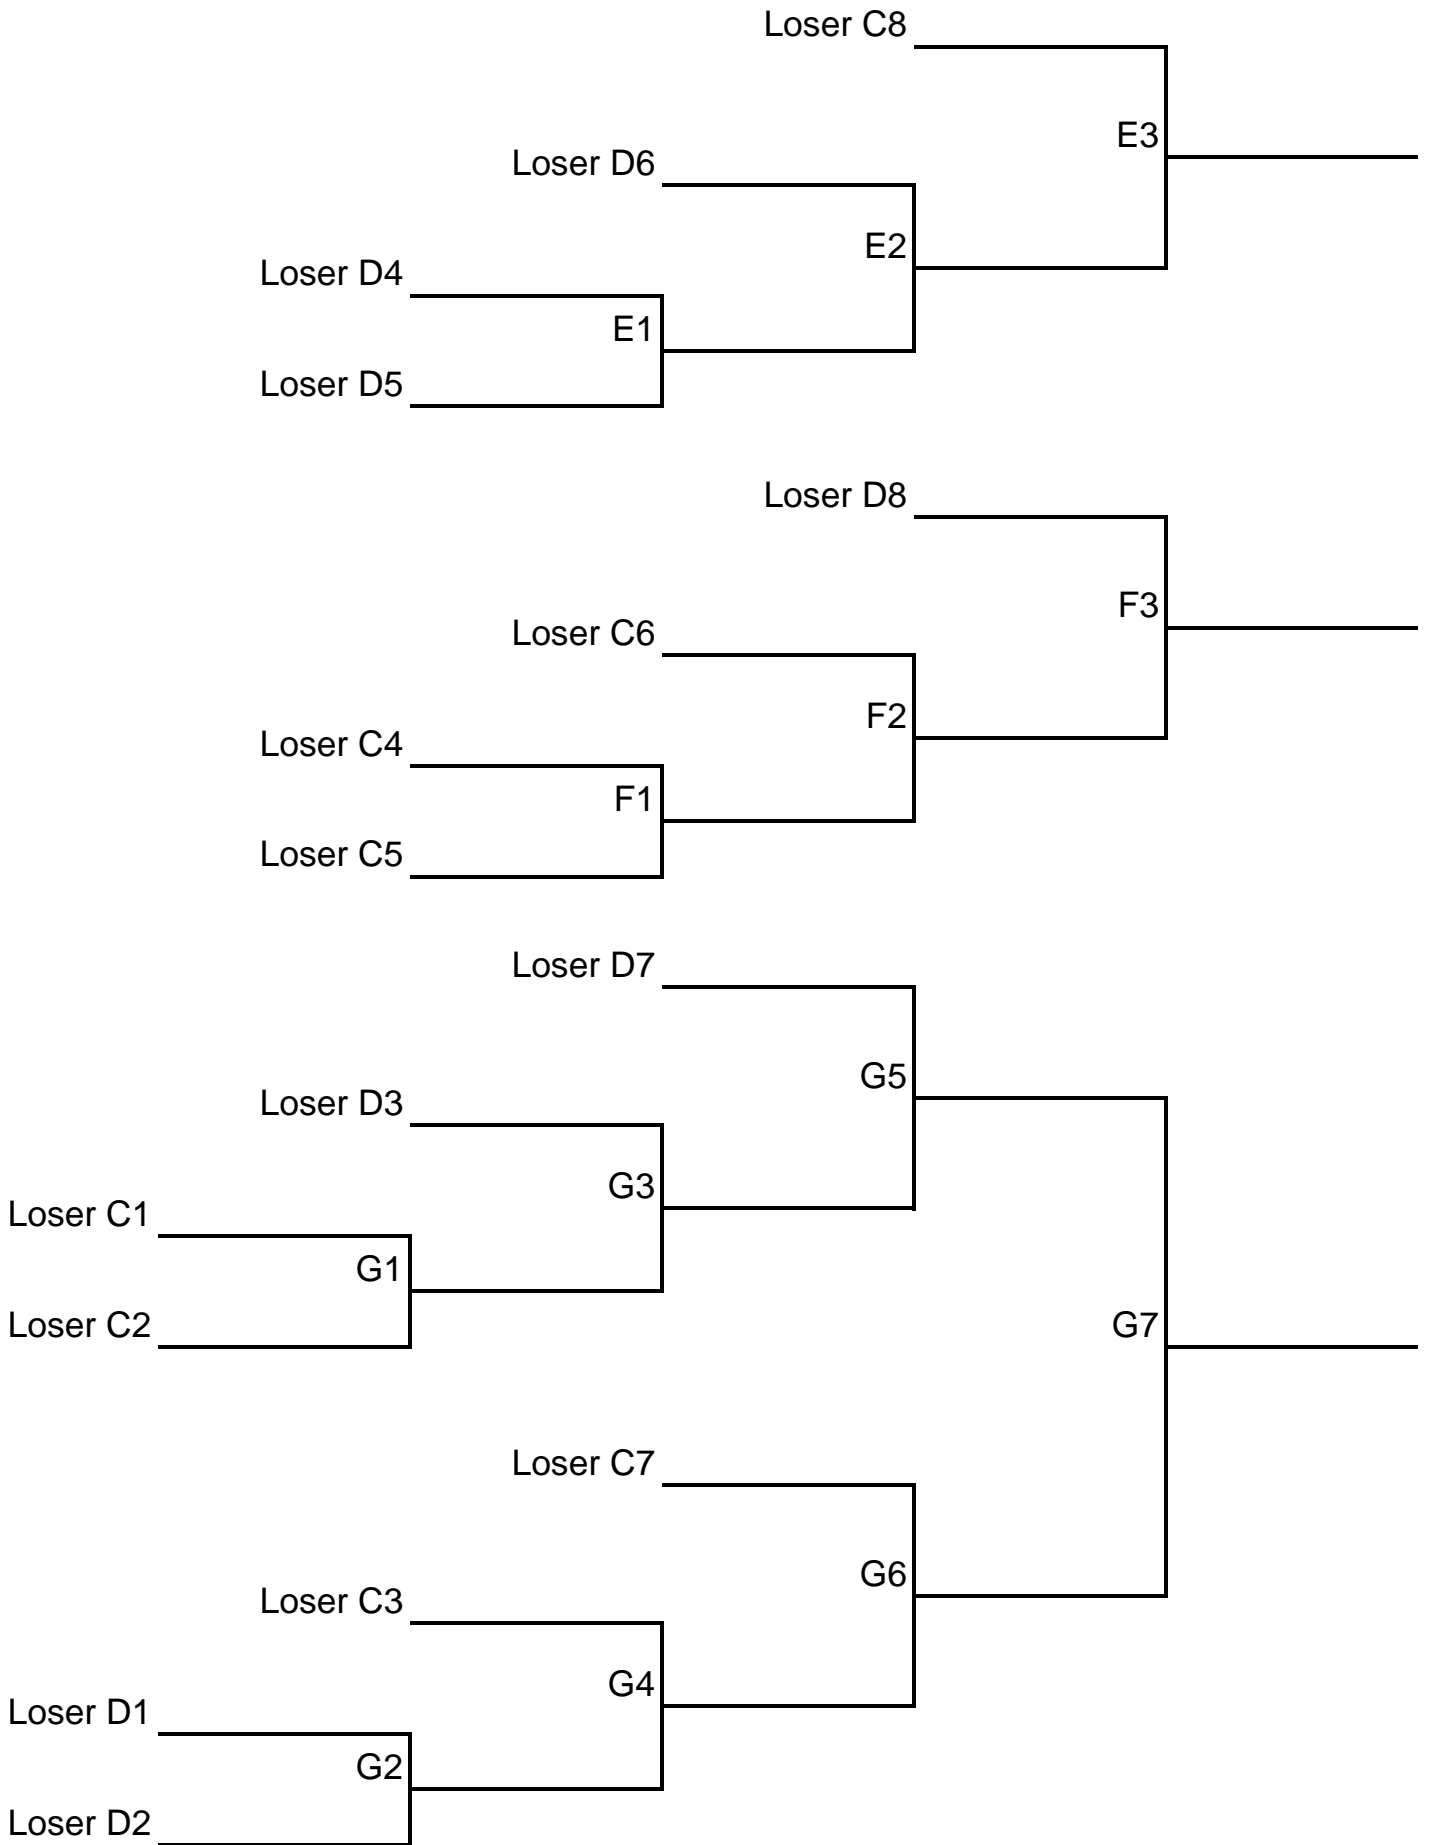 Loser C8
E3
Loser D6
E2
Loser D4
E1
Loser D5
Loser D8
F3
Loser C6
F2
Loser C4
F1
Loser C5
Loser D7
G5
Loser D3
G3
Loser C1
G1
Loser C2
G7
Loser C7
G6
Loser C3
G4
Loser D1
G2
Loser D2